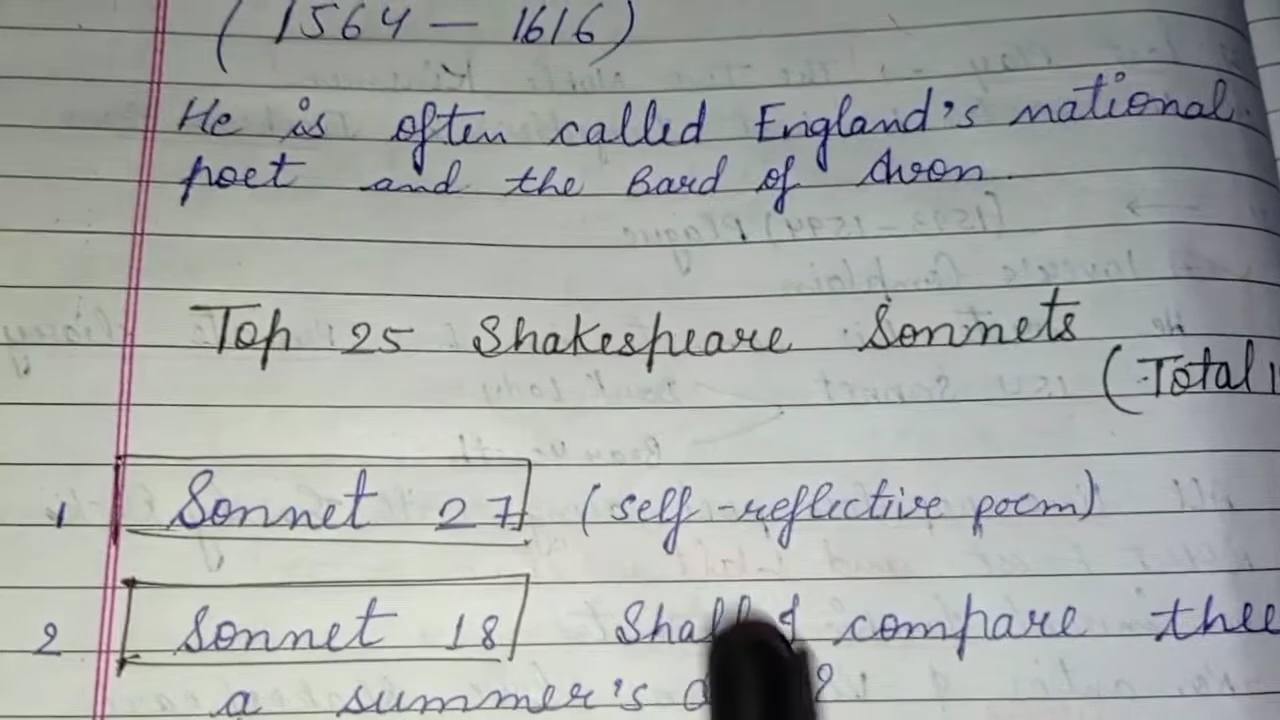 (1564 – 1616)
He is often called England's national
poet and the Bard of Avon.
Top 25 Shakespeare Sonnets
(Total
1 Sonnet 27 (self-reflective poem)
2 Sonnet 18 Shall I compare thee
a summer's